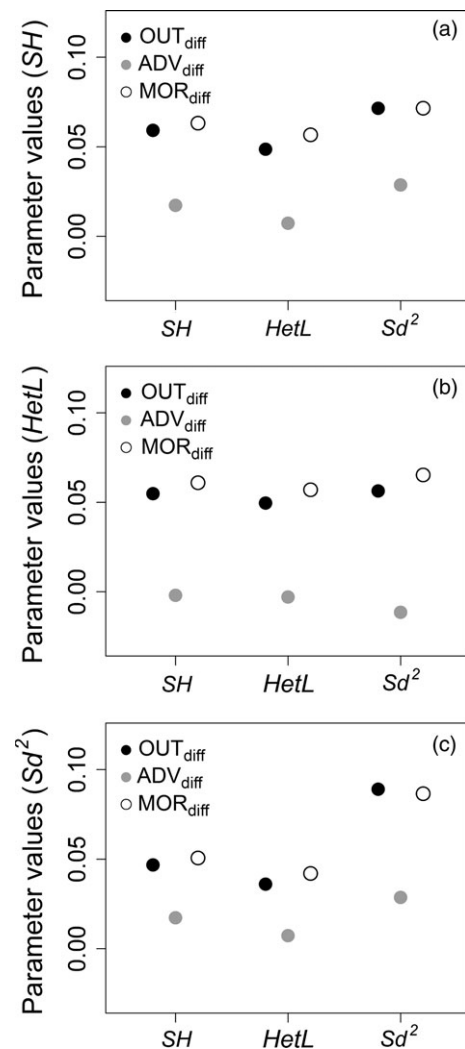 (a)
OUTdiff
ADVdiff
MORdiff
Parameter values (SH)
0.10
0.05
0.00
SH HetL Sd²
(b)
OUTdiff
ADVdiff
MORdiff
Parameter values (HetL)
0.10
0.05
0.00
SH HetL Sd²
(c)
OUTdiff
ADVdiff
MORdiff
Parameter values (Sd²)
0.10
0.05
0.00
SH HetL Sd²